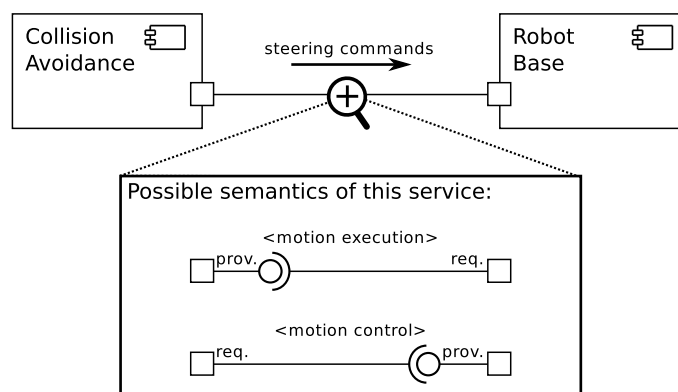 Collision
Avoidance
steering commands
Robot
Base
Possible semantics of this service:
<motion execution>
prov.
req.
<motion control>
req.
prov.